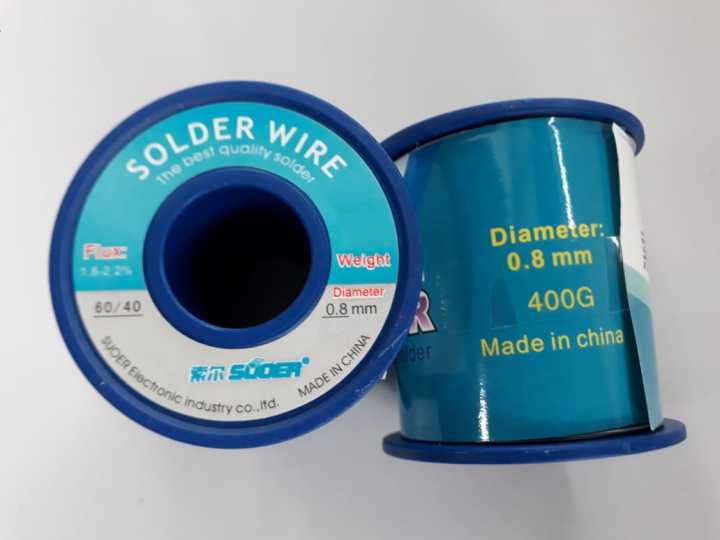 SOLDER WIRE
The best quality solder
Flux:
1.8-2.2%
60/40
Weight
Diameter
0.8 mm
索尔 SUOER
SUOER Electronic industry co.,ltd.
MADE IN CHINA
Diameter:
0.8 mm
400G
Made in china